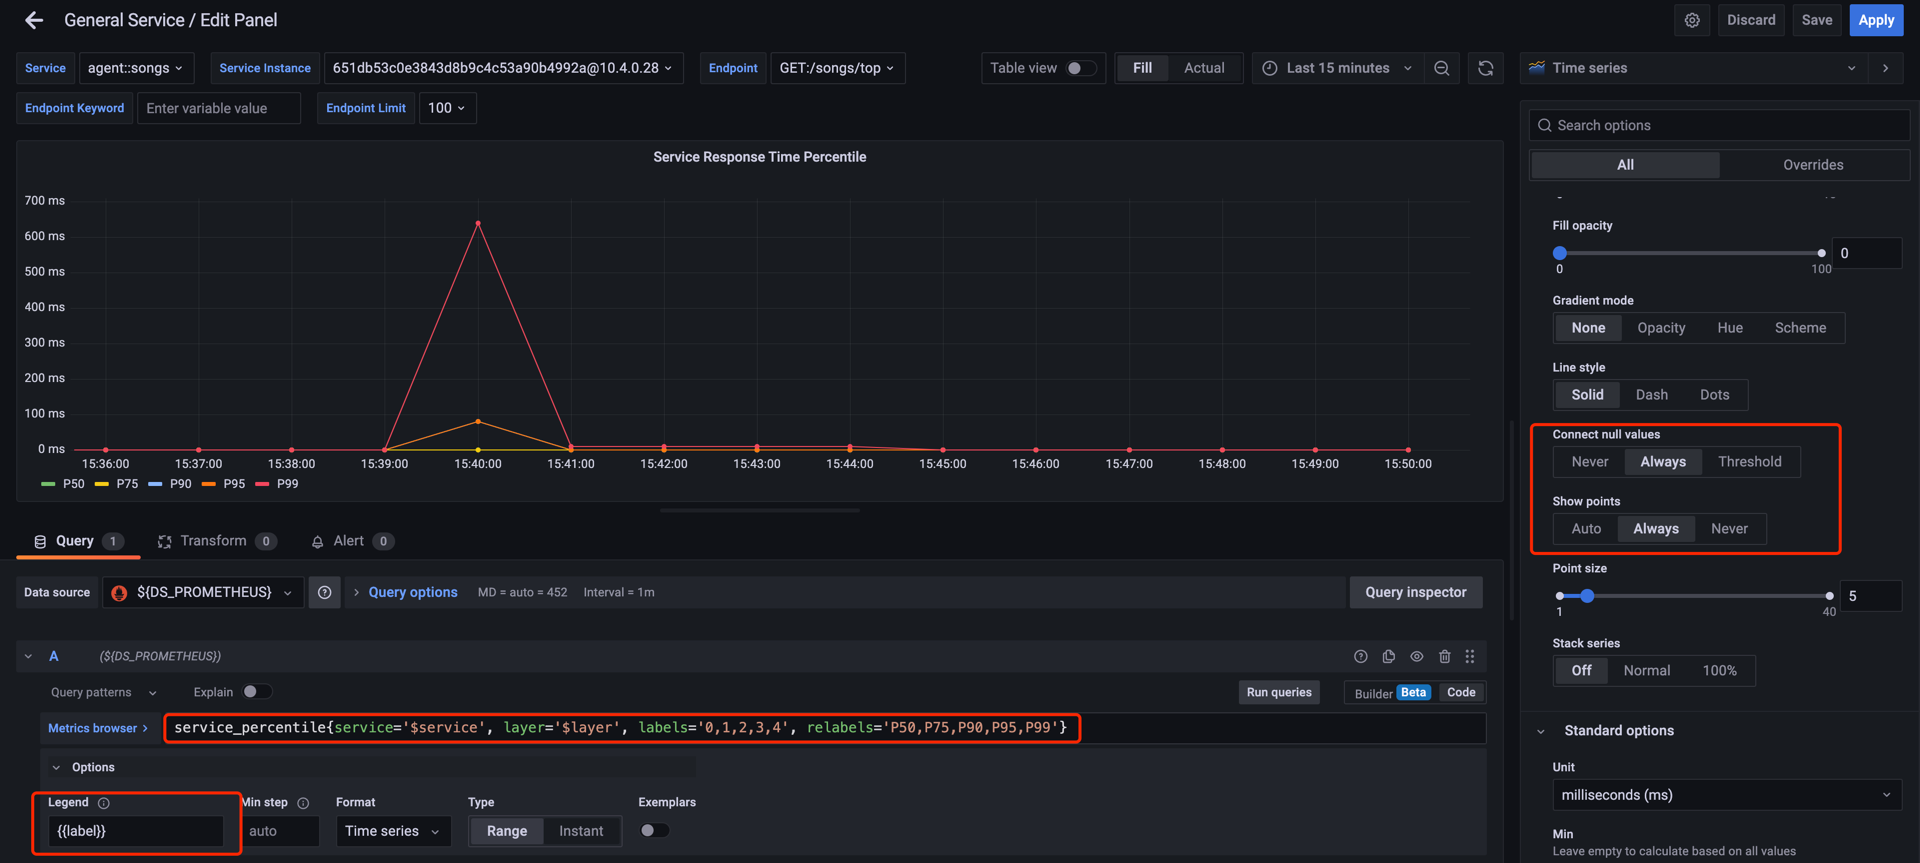 General Service / Edit Panel
Discard
Save
Apply
Service
agent::songs
Service Instance
651db53c0e3843d8b9c4c53a90b4992a@10.4.0.28
Endpoint
GET:/songs/top
Table view
Fill
Actual
Last 15 minutes
Time series
Endpoint Keyword
Enter variable value
Endpoint Limit
100
Search options
All
Overrides
Service Response Time Percentile
700 ms
600 ms
500 ms
400 ms
300 ms
200 ms
100 ms
0 ms
15:36:00
15:37:00
15:38:00
15:39:00
15:40:00
15:41:00
15:42:00
15:43:00
15:44:00
15:45:00
15:46:00
15:47:00
15:48:00
15:49:00
15:50:00
P50
P75
P90
P95
P99
Query 1
Transform 0
Alert 0
Data source
${DS_PROMETHEUS}
Query options
MD = auto = 452
Interval = 1m
Query inspector
A
(${DS_PROMETHEUS})
Query patterns
Explain
Run queries
Builder
Beta
Code
Metrics browser
service_percentile{service='$service', layer='$layer', labels='0,1,2,3,4', relabels='P50,P75,P90,P95,P99'}
Options
Legend
Min step
Format
Type
Exemplars
{{label}}
auto
Time series
Range
Instant
Fill opacity
0
0
100
Gradient mode
None
Opacity
Hue
Scheme
Line style
Solid
Dash
Dots
Connect null values
Never
Always
Threshold
Show points
Auto
Always
Never
Point size
5
1
40
Stack series
Off
Normal
100%
Standard options
Unit
milliseconds (ms)
Min
Leave empty to calculate based on all values